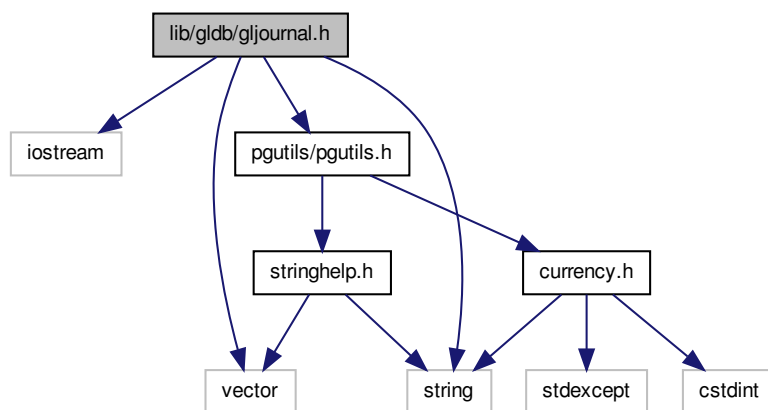 lib/gldb/gljournal.h
iostream
pgutils/pgutils.h
stringhelp.h
currency.h
vector
string
stdexcept
cstdint